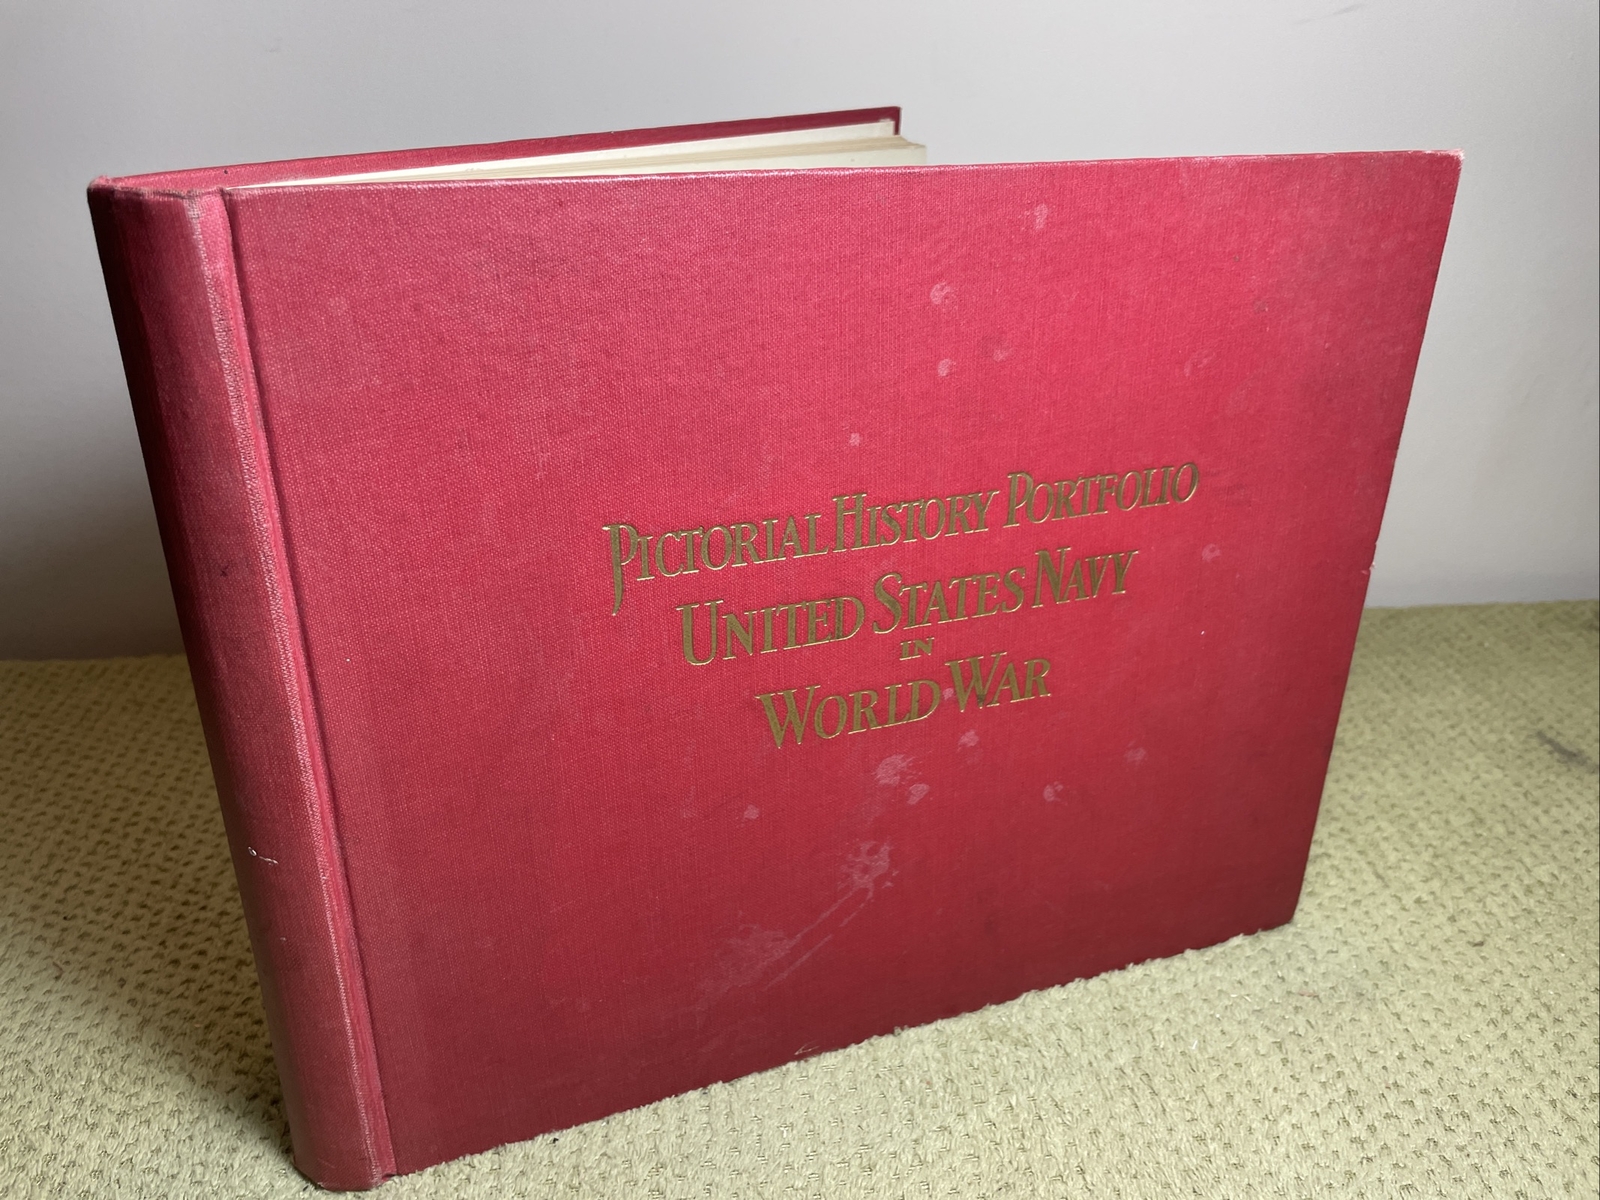 PICTORIAL HISTORY PORTFOLIO
UNITED STATES NAVY
IN
WORLD WAR